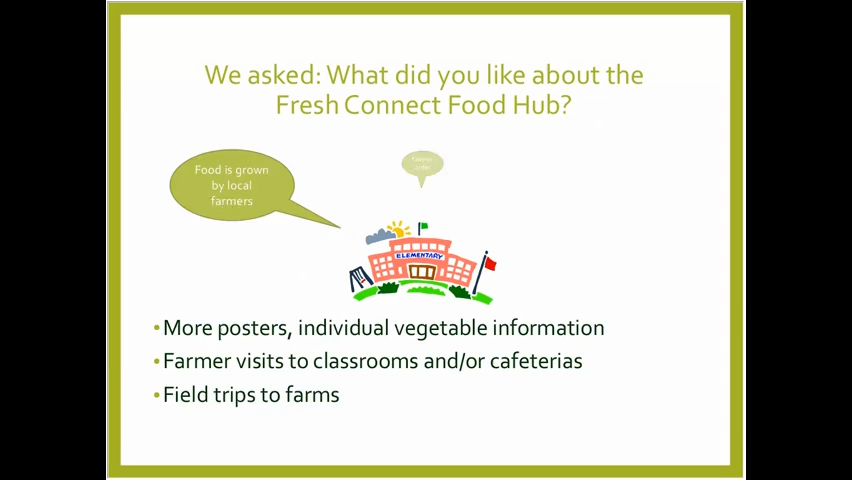 We asked: What did you like about the
Fresh Connect Food Hub?
Food is grown
by local
farmers
ELEMENTARY
•More posters, individual vegetable information
•Farmer visits to classrooms and/or cafeterias
•Field trips to farms